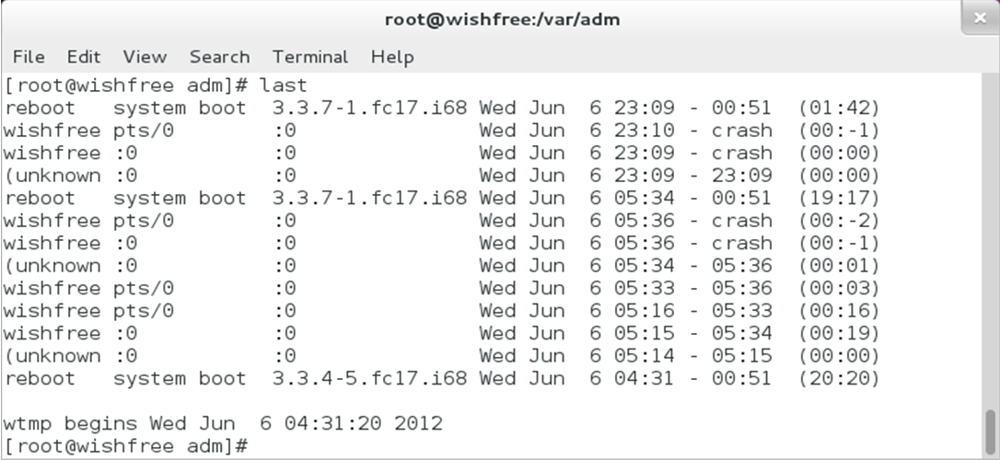 root@wishfree:/var/adm
File Edit View Search Terminal Help
[root@wishfree adm]# last
reboot   system boot  3.3.7-1.fc17.i68 Wed Jun  6 23:09 - 00:51  (01:42)
wishfree pts/0        :0               Wed Jun  6 23:10 - crash  (00:-1)
wishfree :0           :0               Wed Jun  6 23:09 - crash  (00:00)
(unknown :0           :0               Wed Jun  6 23:09 - 23:09  (00:00)
reboot   system boot  3.3.7-1.fc17.i68 Wed Jun  6 05:34 - 00:51  (19:17)
wishfree pts/0        :0               Wed Jun  6 05:36 - crash  (00:-2)
wishfree :0           :0               Wed Jun  6 05:36 - crash  (00:-1)
(unknown :0           :0               Wed Jun  6 05:34 - 05:36  (00:01)
wishfree pts/0        :0               Wed Jun  6 05:33 - 05:36  (00:03)
wishfree pts/0        :0               Wed Jun  6 05:16 - 05:33  (00:16)
wishfree :0           :0               Wed Jun  6 05:15 - 05:34  (00:19)
(unknown :0           :0               Wed Jun  6 05:14 - 05:15  (00:00)
reboot   system boot  3.3.4-5.fc17.i68 Wed Jun  6 04:31 - 00:51  (20:20)

wtmp begins Wed Jun  6 04:31:20 2012
[root@wishfree adm]#